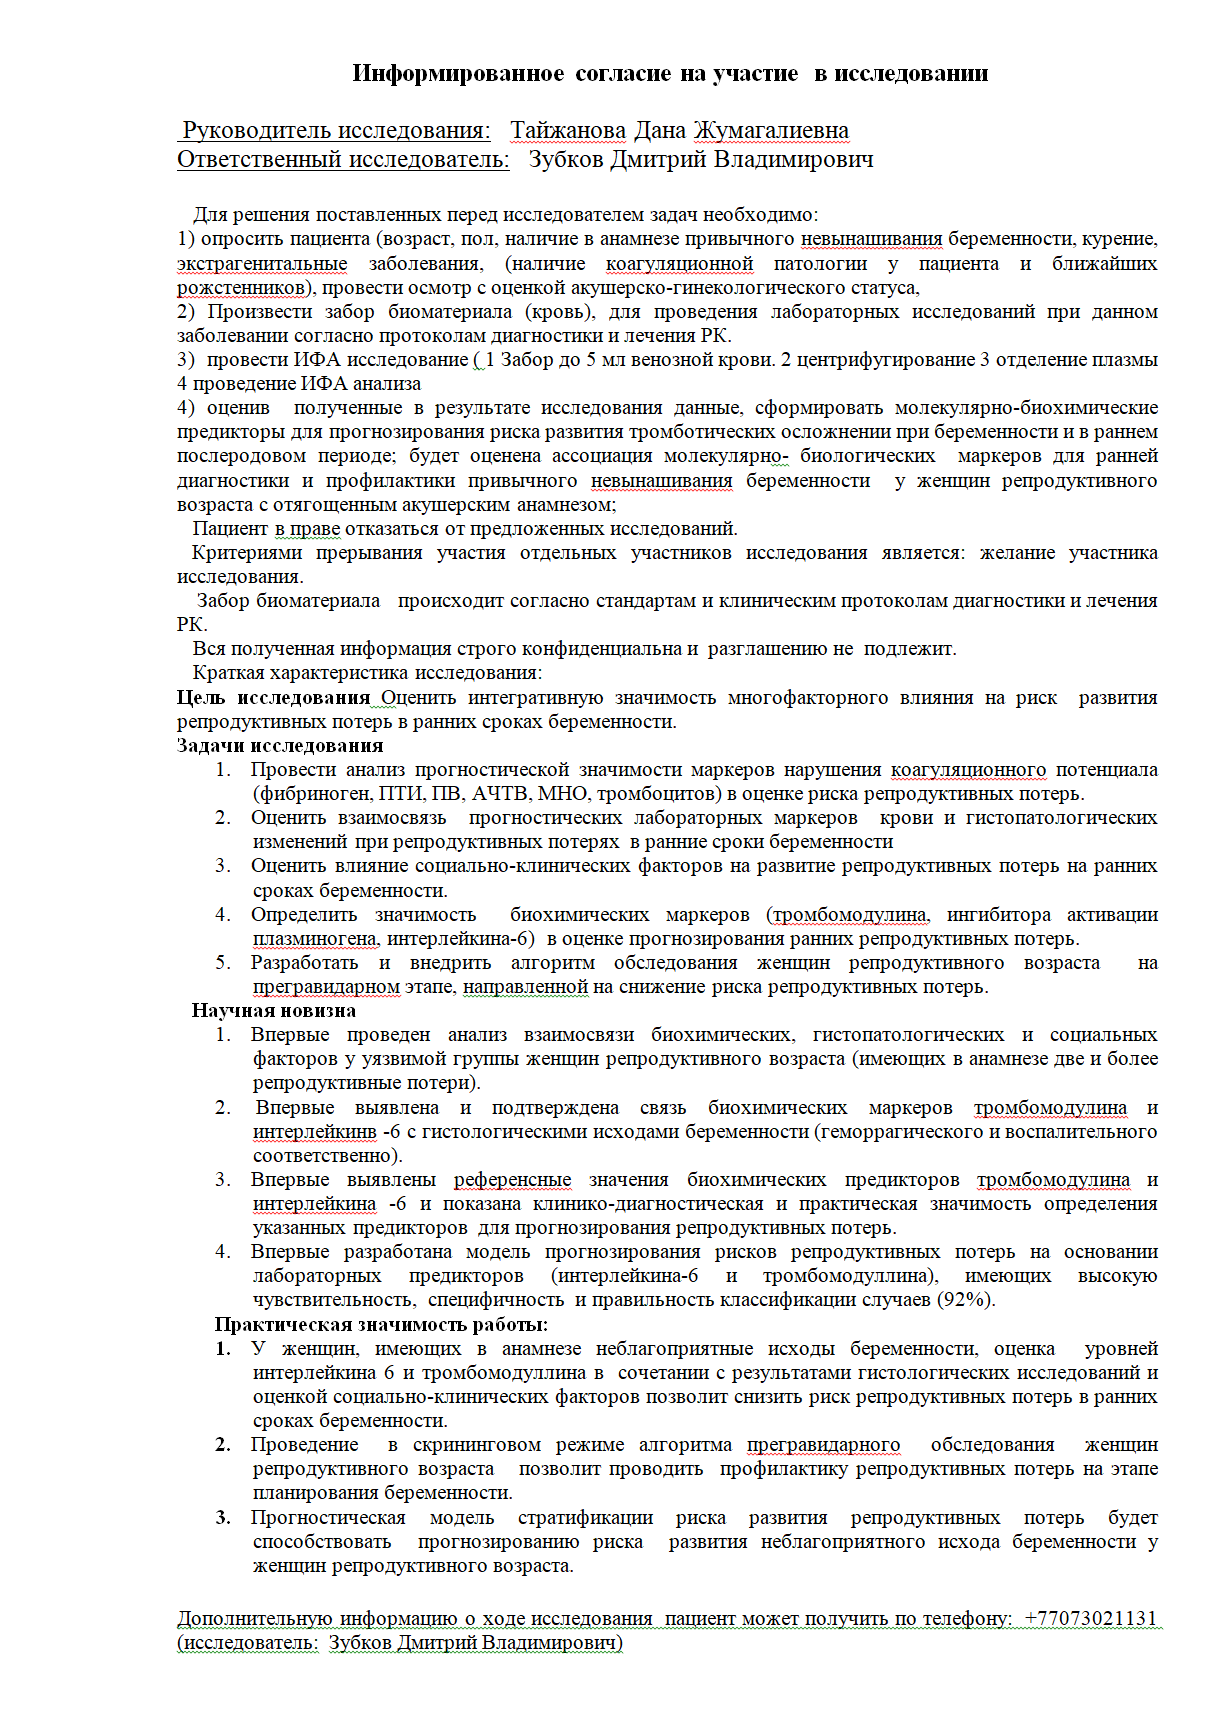 Информированное согласие на участие в исследовании
Руководитель исследования: Тайжанова Дана Жумагалиевна
Ответственный исследователь: Зубков Дмитрий Владимирович
Для решения поставленных перед исследователем задач необходимо:
1) опросить пациента (возраст, пол, наличие в анамнезе привычного невынашивания беременности, курение,
экстрагенитальные заболевания, (наличие коагуляционной патологии у пациента и ближайших
рожстенников), провести осмотр с оценкой акушерско-гинекологического статуса,
2) Произвести забор биоматериала (кровь), для проведения лабораторных исследований при данном
заболевании согласно протоколам диагностики и лечения РК.
3) провести ИФА исследование ( 1 Забор до 5 мл венозной крови. 2 центрифугирование 3 отделение плазмы
4 проведение ИФА анализа
4) оценив полученные в результате исследования данные, сформировать молекулярно-биохимические
предикторы для прогнозирования риска развития тромботических осложнении при беременности и в раннем
послеродовом периоде; будет оценена ассоциация молекулярно- биологических маркеров для ранней
диагностики и профилактики привычного невынашивания беременности у женщин репродуктивного
возраста с отягощенным акушерским анамнезом;
Пациент в праве отказаться от предложенных исследований.
Критериями прерывания участия отдельных участников исследования является: желание участника
исследования.
Забор биоматериала происходит согласно стандартам и клиническим протоколам диагностики и лечения
РК.
Вся полученная информация строго конфиденциальна и разглашению не подлежит.
Краткая характеристика исследования:
Цель исследования Оценить интегративную значимость многофакторного влияния на риск развития
репродуктивных потерь в ранних сроках беременности.
Задачи исследования
1. Провести анализ прогностической значимости маркеров нарушения коагуляционного потенциала
(фибриноген, ПТИ, ПВ, АЧТВ, МНО, тромбоцитов) в оценке риска репродуктивных потерь.
2. Оценить взаимосвязь прогностических лабораторных маркеров крови и гистопатологических
изменений при репродуктивных потерях в ранние сроки беременности
3. Оценить влияние социально-клинических факторов на развитие репродуктивных потерь на ранних
сроках беременности.
4. Определить значимость биохимических маркеров (тромбомодулина, ингибитора активации
плазминогена, интерлейкина-6) в оценке прогнозирования ранних репродуктивных потерь.
5. Разработать и внедрить алгоритм обследования женщин репродуктивного возраста на
прегравидарном этапе, направленной на снижение риска репродуктивных потерь.
Научная новизна
1. Впервые проведен анализ взаимосвязи биохимических, гистопатологических и социальных
факторов у уязвимой группы женщин репродуктивного возраста (имеющих в анамнезе две и более
репродуктивные потери).
2. Впервые выявлена и подтверждена связь биохимических маркеров тромбомодулина и
интерлейкинв -6 с гистологическими исходами беременности (геморрагического и воспалительного
соответственно).
3. Впервые выявлены референсные значения биохимических предикторов тромбомодулина и
интерлейкина -6 и показана клинико-диагностическая и практическая значимость определения
указанных предикторов для прогнозирования репродуктивных потерь.
4. Впервые разработана модель прогнозирования рисков репродуктивных потерь на основании
лабораторных предикторов (интерлейкина-6 и тромбомодуллина), имеющих высокую
чувствительность, специфичность и правильность классификации случаев (92%).
Практическая значимость работы:
1. У женщин, имеющих в анамнезе неблагоприятные исходы беременности, оценка уровней
интерлейкина 6 и тромбомодуллина в сочетании с результатами гистологических исследований и
оценкой социально-клинических факторов позволит снизить риск репродуктивных потерь в ранних
сроках беременности.
2. Проведение в скрининговом режиме алгоритма прегравидарного обследования женщин
репродуктивного возраста позволит проводить профилактику репродуктивных потерь на этапе
планирования беременности.
3. Прогностическая модель стратификации риска развития репродуктивных потерь будет
способствовать прогнозированию риска развития неблагоприятного исхода беременности у
женщин репродуктивного возраста.
Дополнительную информацию о ходе исследования пациент может получить по телефону: +77073021131
(исследователь: Зубков Дмитрий Владимирович)